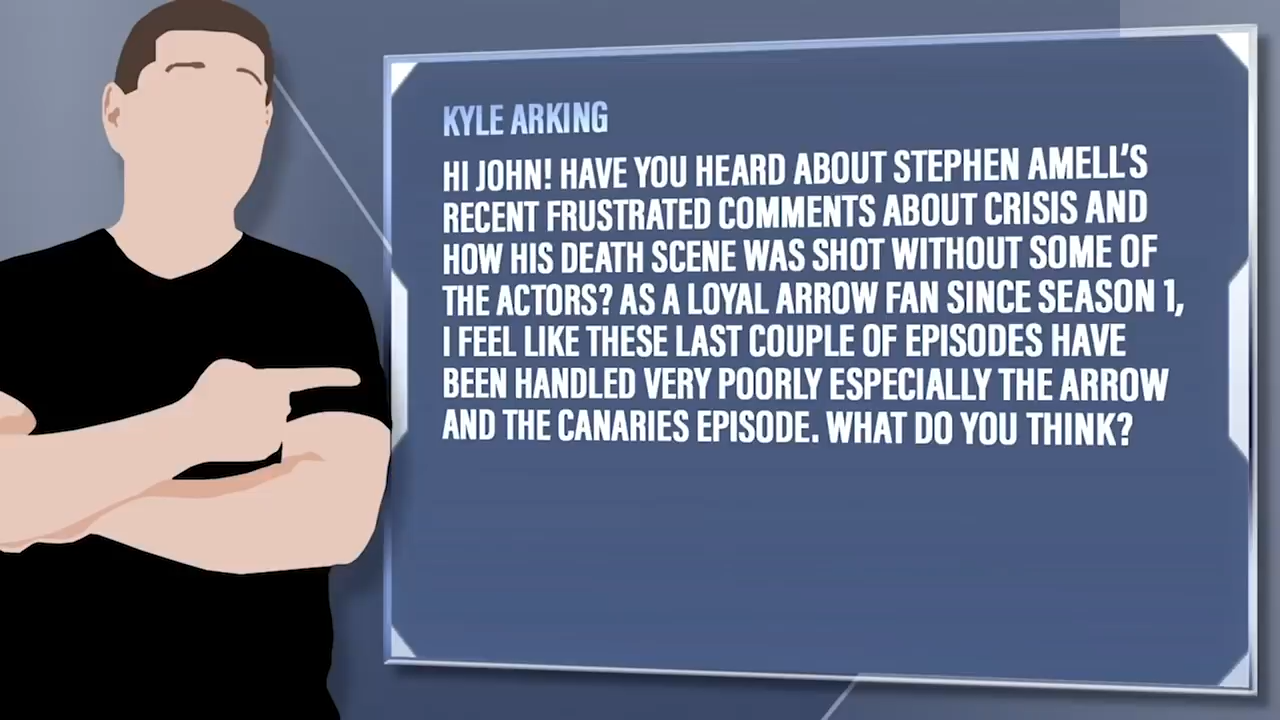 KYLE ARKING
HI JOHN! HAVE YOU HEARD ABOUT STEPHEN AMELL'S
RECENT FRUSTRATED COMMENTS ABOUT CRISIS AND
HOW HIS DEATH SCENE WAS SHOT WITHOUT SOME OF
THE ACTORS? AS A LOYAL ARROW FAN SINCE SEASON 1,
I FEEL LIKE THESE LAST COUPLE OF EPISODES HAVE
BEEN HANDLED VERY POORLY ESPECIALLY THE ARROW
AND THE CANARIES EPISODE. WHAT DO YOU THINK?